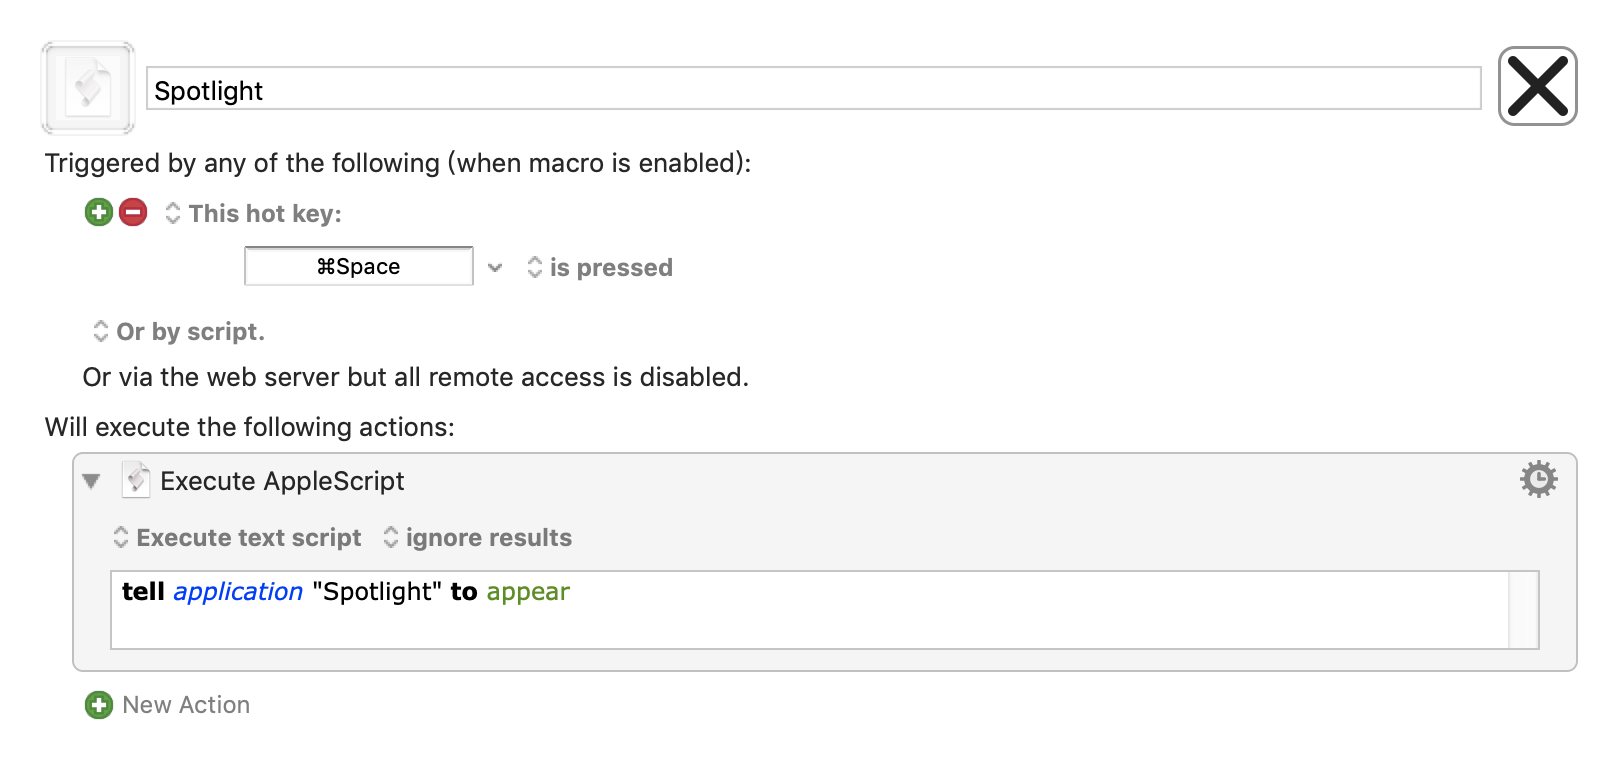 Spotlight
Triggered by any of the following (when macro is enabled):
This hot key:
⌘Space is pressed
Or by script.
Or via the web server but all remote access is disabled.
Will execute the following actions:
Execute AppleScript
Execute text script ignore results
tell application "Spotlight" to appear
New Action